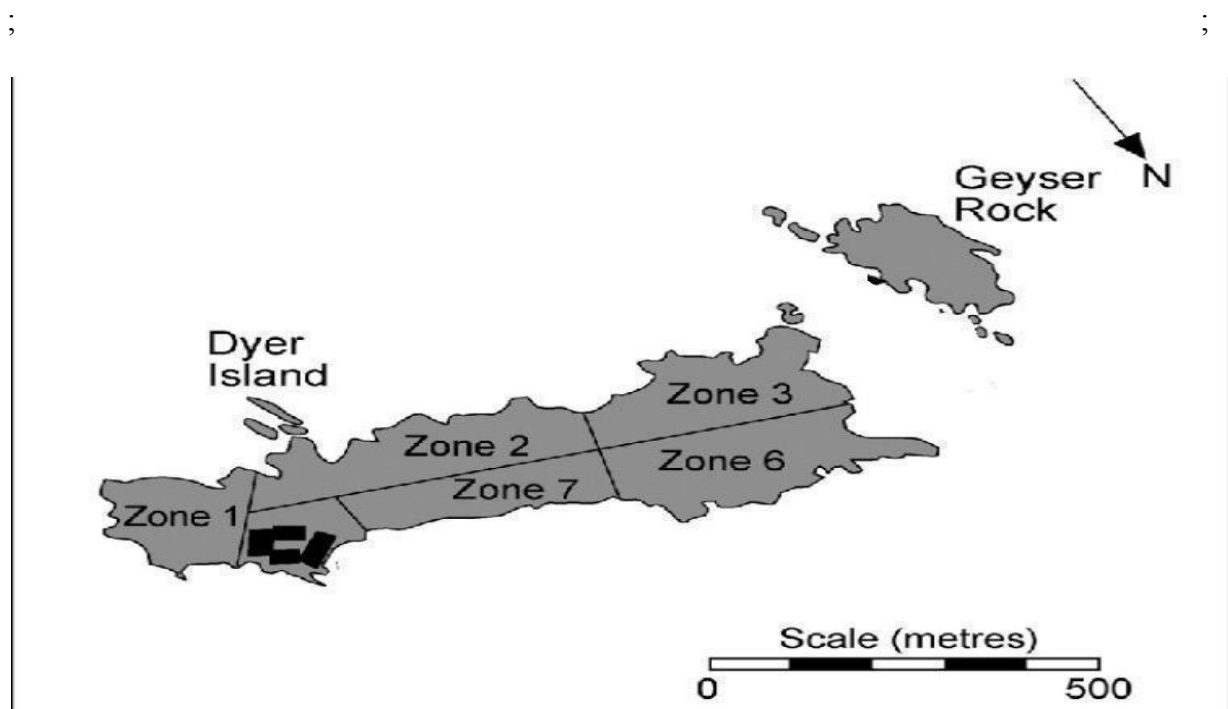 ; ;
N
Geyser
Rock
Dyer
Island
Zone 3
Zone 2
Zone 6
Zone 7
Zone 1
Scale (metres)
0 500